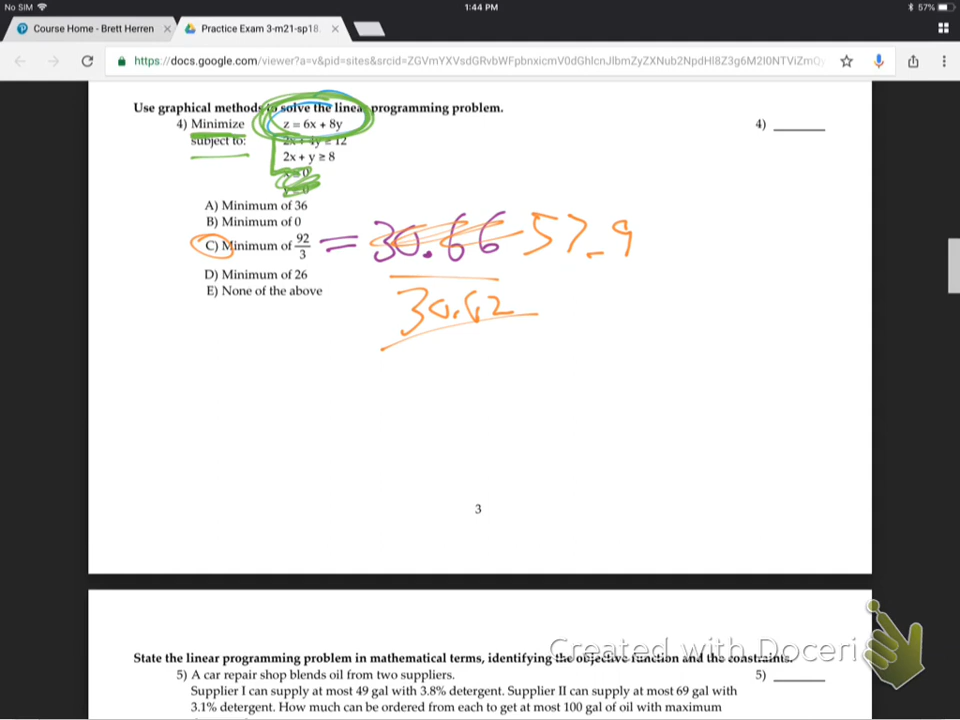 No SIM 1:44 PM 57%
Course Home - Brett Herren × Practice Exam 3-m21-sp18. ×
https://docs.google.com/viewer?a=v&pid=sites&srcid=
Use graphical methods to solve the linear programming problem.
4) Minimize z = 6x + 8y 4)
subject to: 2x + 4y ≥ 12
2x + y ≥ 8
x ≥ 0
y ≥ 0
A) Minimum of 36
B) Minimum of 0
C) Minimum of 92/3 = 30.66 57.9
30.62
D) Minimum of 26
E) None of the above
3
Created with Doceri
State the linear programming problem in mathematical terms, identifying the objective function and the constraints.
5) A car repair shop blends oil from two suppliers. 5)
Supplier I can supply at most 49 gal with 3.8% detergent. Supplier II can supply at most 69 gal with
3.1% detergent. How much can be ordered from each to get at most 100 gal of oil with maximum